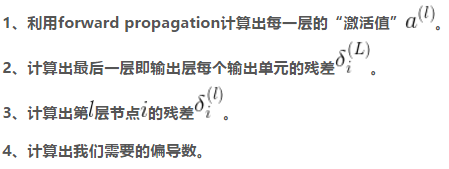 1、利用forward propagation计算出每一层的“激活值”a^{(l)}。
2、计算出最后一层即输出层每个输出单元的残差δ_i^{(L)}。
3、计算出第l层节点i的残差δ_i^{(l)}。
4、计算出我们需要的偏导数。